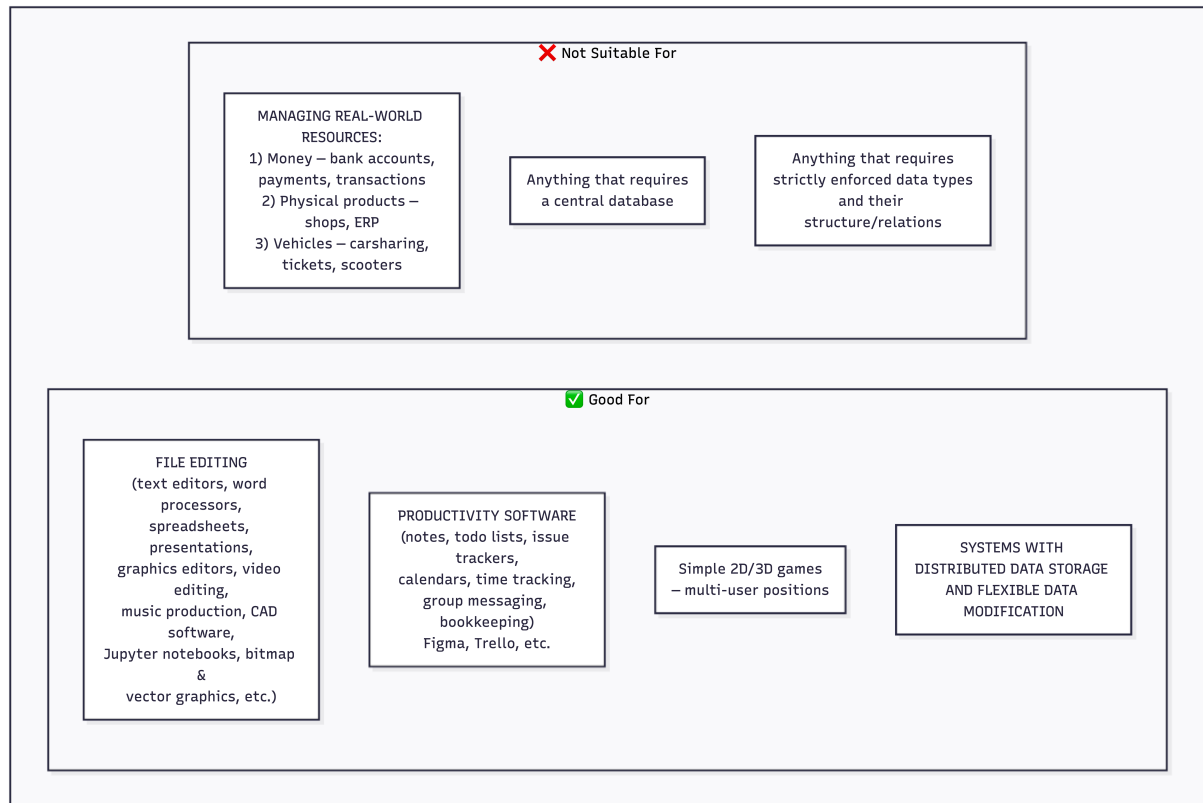 ❌ Not Suitable For
MANAGING REAL-WORLD
RESOURCES:
1) Money – bank accounts,
payments, transactions
2) Physical products –
shops, ERP
3) Vehicles – carsharing,
tickets, scooters
Anything that requires
a central database
Anything that requires
strictly enforced data types
and their
structure/relations
✅ Good For
FILE EDITING
(text editors, word
processors,
spreadsheets,
presentations,
graphics editors, video
editing,
music production, CAD
software,
Jupyter notebooks, bitmap
&
vector graphics, etc.)
PRODUCTIVITY SOFTWARE
(notes, todo lists, issue
trackers,
calendars, time tracking,
group messaging,
bookkeeping)
Figma, Trello, etc.
Simple 2D/3D games
– multi-user positions
SYSTEMS WITH
DISTRIBUTED DATA STORAGE
AND FLEXIBLE DATA
MODIFICATION